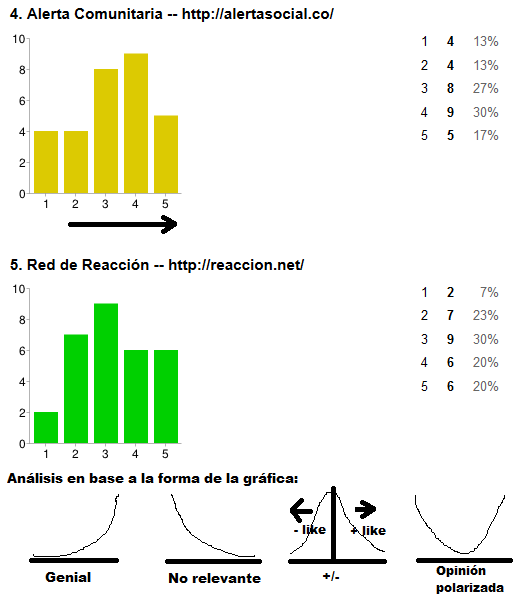 4. Alerta Comunitaria -- http://alertasocial.co/
10
8
6
4
2
0
1 2 3 4 5
1 4 13%
2 4 13%
3 8 27%
4 9 30%
5 5 17%
5. Red de Reacción -- http://reaccion.net/
10
8
6
4
2
0
1 2 3 4 5
1 2 7%
2 7 23%
3 9 30%
4 6 20%
5 6 20%
Análisis en base a la forma de la gráfica:
- like + like
Genial No relevante +/- Opinión
polarizada